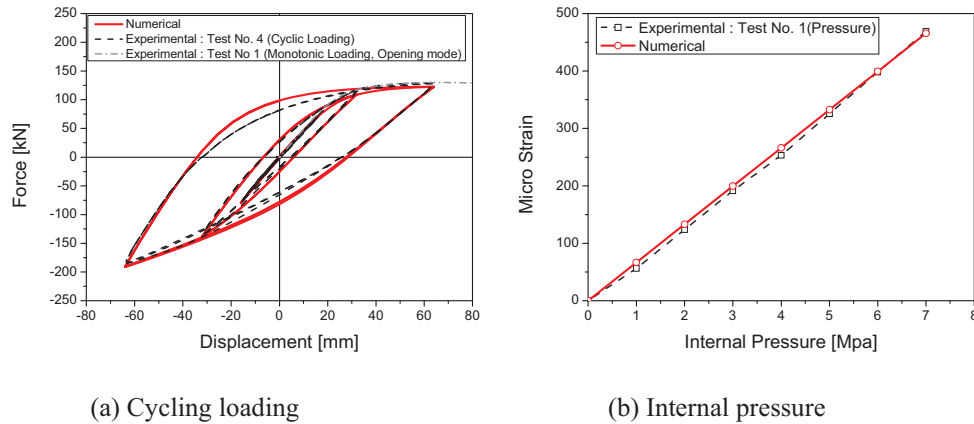 250
200
150
100
50
0
-50
-100
-150
-200
-250
Force [kN]
Numerical
Experimental : Test No. 4 (Cyclic Loading)
Experimental : Test No 1 (Monotonic Loading, Opening mode)
-80 -60 -40 -20 0 20 40 60 80
Displacement [mm]
(a) Cycling loading
500
400
300
200
100
0
Micro Strain
Experimental : Test No. 1(Pressure)
Numerical
0 1 2 3 4 5 6 7 8
Internal Pressure [Mpa]
(b) Internal pressure